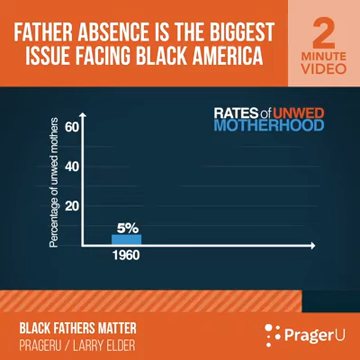 FATHER ABSENCE IS THE BIGGEST
ISSUE FACING BLACK AMERICA
2
MINUTE
VIDEO
RATES of UNWED
MOTHERHOOD
Percentage of unwed mothers
60
40
20
5%
1960
BLACK FATHERS MATTER
PRAGERU / LARRY ELDER
PragerU